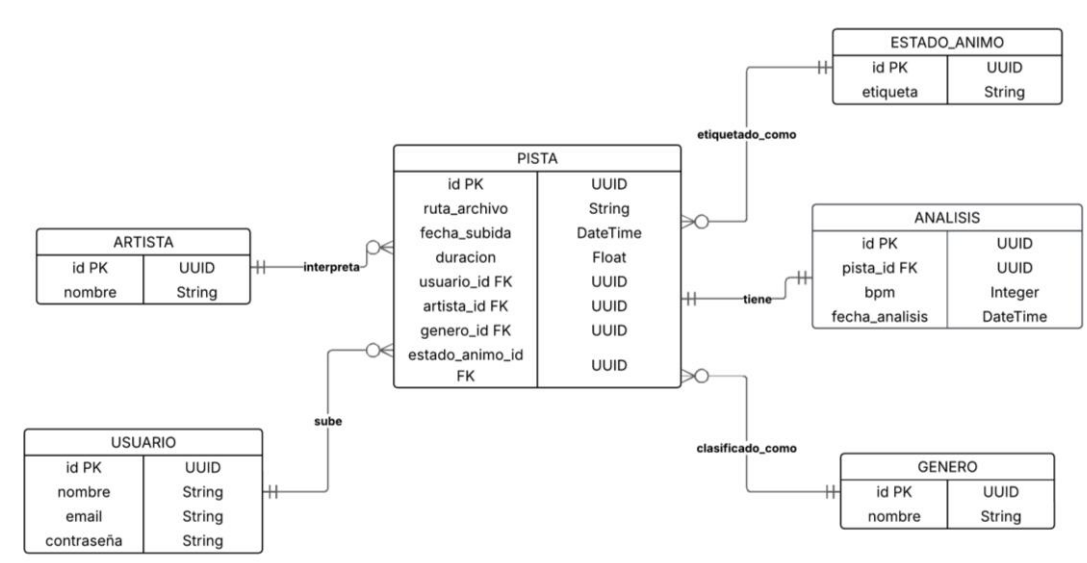 ESTADO_ANIMO
id PK UUID
etiqueta String
etiquetado_como
PISTA
id PK UUID
ruta_archivo String
fecha_subida DateTime
duracion Float
usuario_id FK UUID
artista_id FK UUID
genero_id FK UUID
estado_animo_id
FK UUID
ARTISTA
id PK UUID
nombre String
interpreta
ANALISIS
id PK UUID
pista_id FK UUID
bpm Integer
fecha_analisis DateTime
tiene
sube
USUARIO
id PK UUID
nombre String
email String
contraseña String
clasificado_como
GENERO
id PK UUID
nombre String